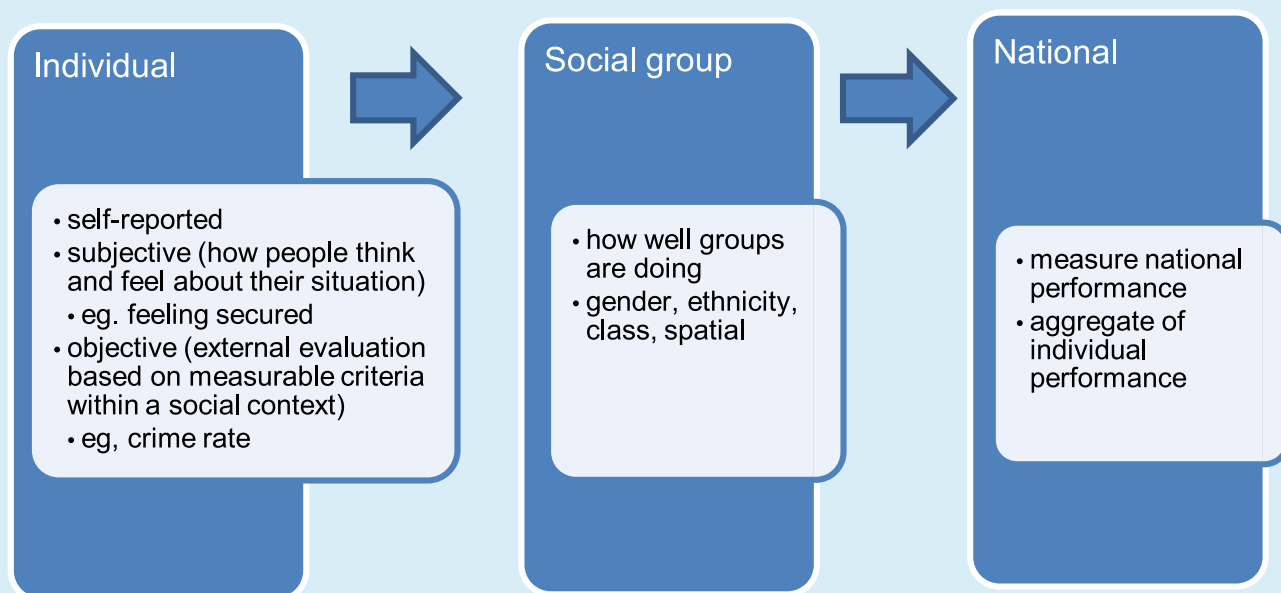 Individual
• self-reported
• subjective (how people think
and feel about their situation)
• eg. feeling secured
• objective (external evaluation
based on measurable criteria
within a social context)
• eg, crime rate
Social group
• how well groups
are doing
• gender, ethnicity,
class, spatial
National
• measure national
performance
• aggregate of
individual
performance